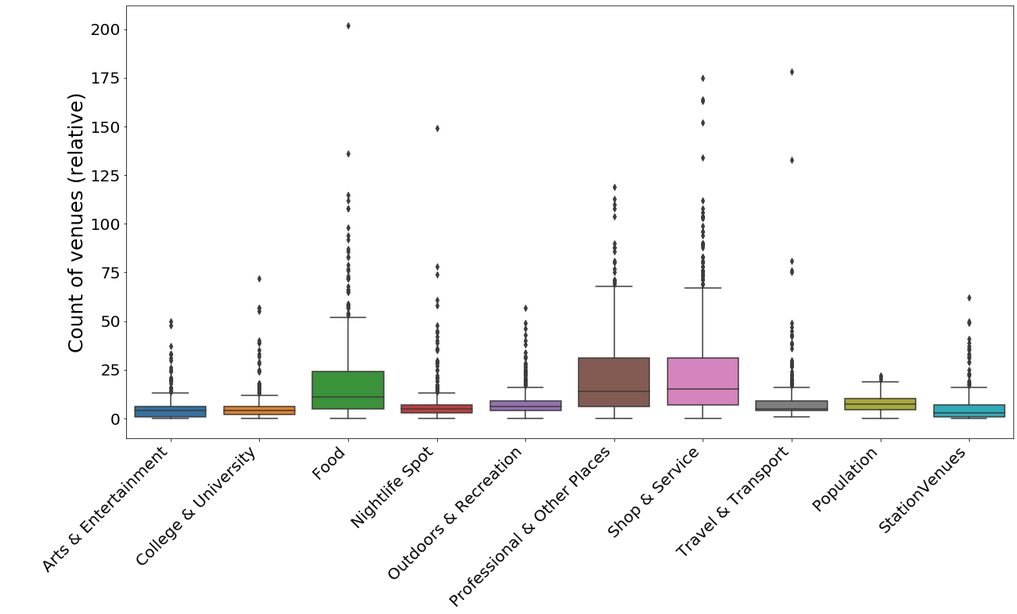 Count of venues (relative)
200
175
150
125
100
75
50
25
0
Arts & Entertainment
College & University
Food
Nightlife Spot
Outdoors & Recreation
Professional & Other Places
Shop & Service
Travel & Transport
Population
StationVenues